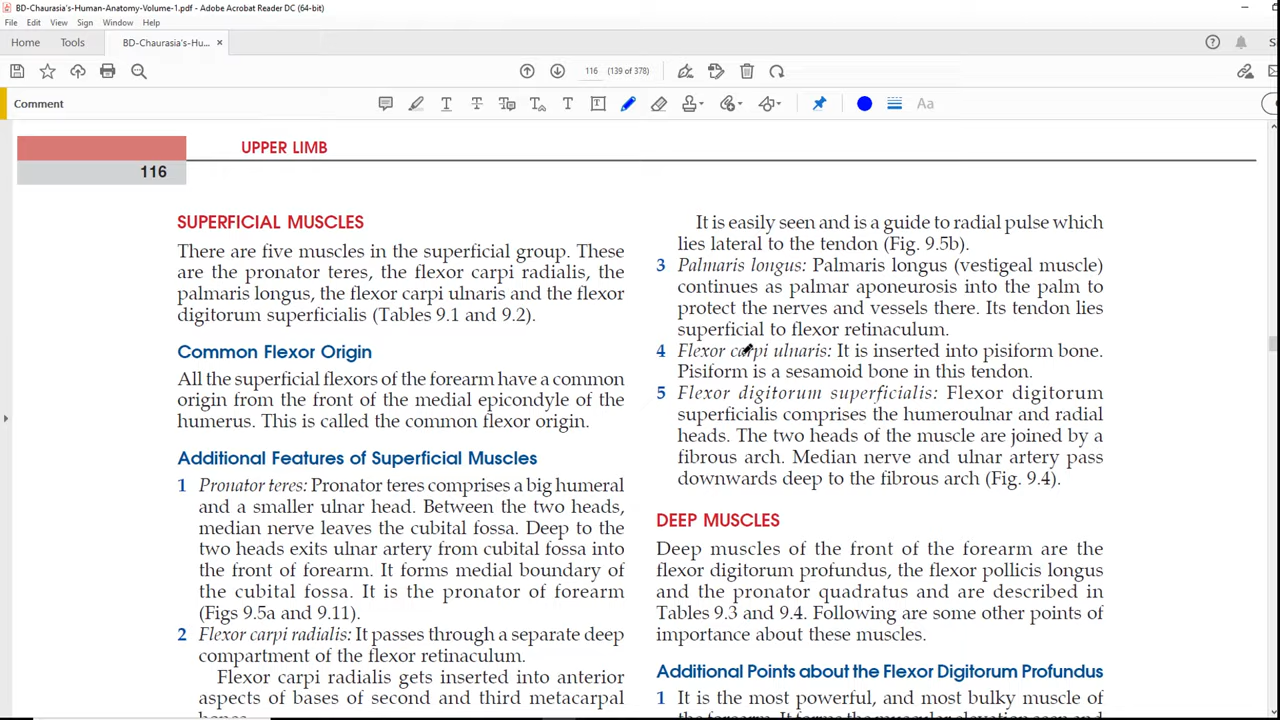 BD-Chaurasia's-Human-Anatomy-Volume-1.pdf - Adobe Acrobat Reader DC (64-bit)
File Edit View Sign Window Help
Home Tools BD-Chaurasia's-Hu... ×
116 (139 of 378)
Comment
Aa
UPPER LIMB
116
SUPERFICIAL MUSCLES
There are five muscles in the superficial group. These
are the pronator teres, the flexor carpi radialis, the
palmaris longus, the flexor carpi ulnaris and the flexor
digitorum superficialis (Tables 9.1 and 9.2).
Common Flexor Origin
All the superficial flexors of the forearm have a common
origin from the front of the medial epicondyle of the
humerus. This is called the common flexor origin.
Additional Features of Superficial Muscles
1 Pronator teres: Pronator teres comprises a big humeral
and a smaller ulnar head. Between the two heads,
median nerve leaves the cubital fossa. Deep to the
two heads exits ulnar artery from cubital fossa into
the front of forearm. It forms medial boundary of
the cubital fossa. It is the pronator of forearm
(Figs 9.5a and 9.11).
2 Flexor carpi radialis: It passes through a separate deep
compartment of the flexor retinaculum.
Flexor carpi radialis gets inserted into anterior
aspects of bases of second and third metacarpal
It is easily seen and is a guide to radial pulse which
lies lateral to the tendon (Fig. 9.5b).
3 Palmaris longus: Palmaris longus (vestigeal muscle)
continues as palmar aponeurosis into the palm to
protect the nerves and vessels there. Its tendon lies
superficial to flexor retinaculum.
4 Flexor carpi ulnaris: It is inserted into pisiform bone.
Pisiform is a sesamoid bone in this tendon.
5 Flexor digitorum superficialis: Flexor digitorum
superficialis comprises the humeroulnar and radial
heads. The two heads of the muscle are joined by a
fibrous arch. Median nerve and ulnar artery pass
downwards deep to the fibrous arch (Fig. 9.4).
DEEP MUSCLES
Deep muscles of the front of the forearm are the
flexor digitorum profundus, the flexor pollicis longus
and the pronator quadratus and are described in
Tables 9.3 and 9.4. Following are some other points of
importance about these muscles.
Additional Points about the Flexor Digitorum Profundus
1 It is the most powerful, and most bulky muscle of